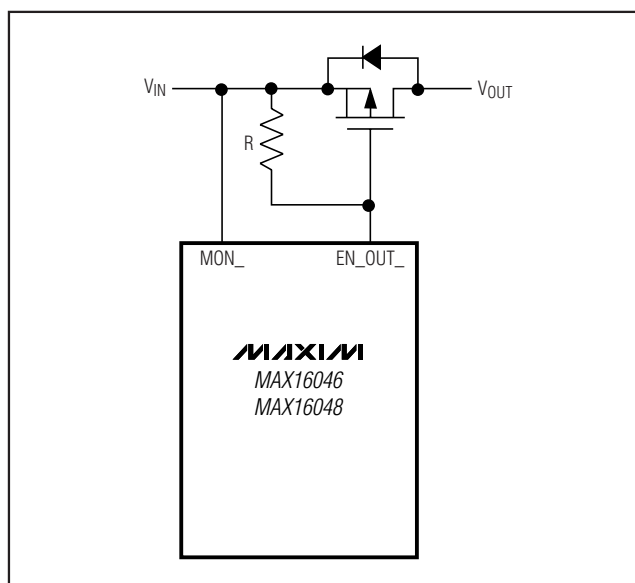 VIN
VOUT
R
MON_
EN_OUT_
MAXIM
MAX16046
MAX16048